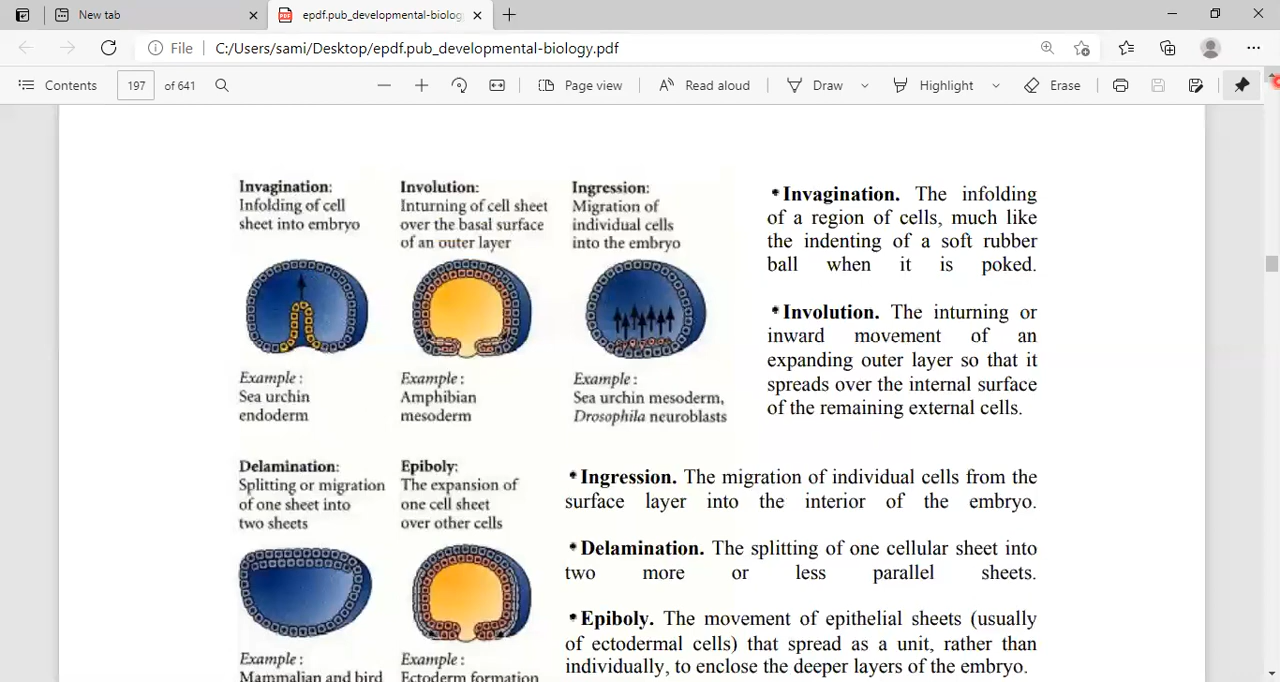 New tab
epdf.pub_developmental-biolog
File
C:/Users/sami/Desktop/epdf.pub_developmental-biology.pdf
Contents
197
of 641
Page view
Read aloud
Draw
Highlight
Erase
Invagination:
Infolding of cell
sheet into embryo
Involution:
Inturning of cell sheet
over the basal surface
of an outer layer
Ingression:
Migration of
individual cells
into the embryo
Example :
Sea urchin
endoderm
Example :
Amphibian
mesoderm
Example :
Sea urchin mesoderm,
Drosophila neuroblasts
• Invagination. The infolding
of a region of cells, much like
the indenting of a soft rubber
ball when it is poked.
• Involution. The inturning or
inward movement of an
expanding outer layer so that it
spreads over the internal surface
of the remaining external cells.
Delamination:
Splitting or migration
of one sheet into
two sheets
Epiboly:
The expansion of
one cell sheet
over other cells
Example :
Mammalian and bird
Example :
Ectoderm formation
• Ingression. The migration of individual cells from the
surface layer into the interior of the embryo.
• Delamination. The splitting of one cellular sheet into
two more or less parallel sheets.
• Epiboly. The movement of epithelial sheets (usually
of ectodermal cells) that spread as a unit, rather than
individually, to enclose the deeper layers of the embryo.